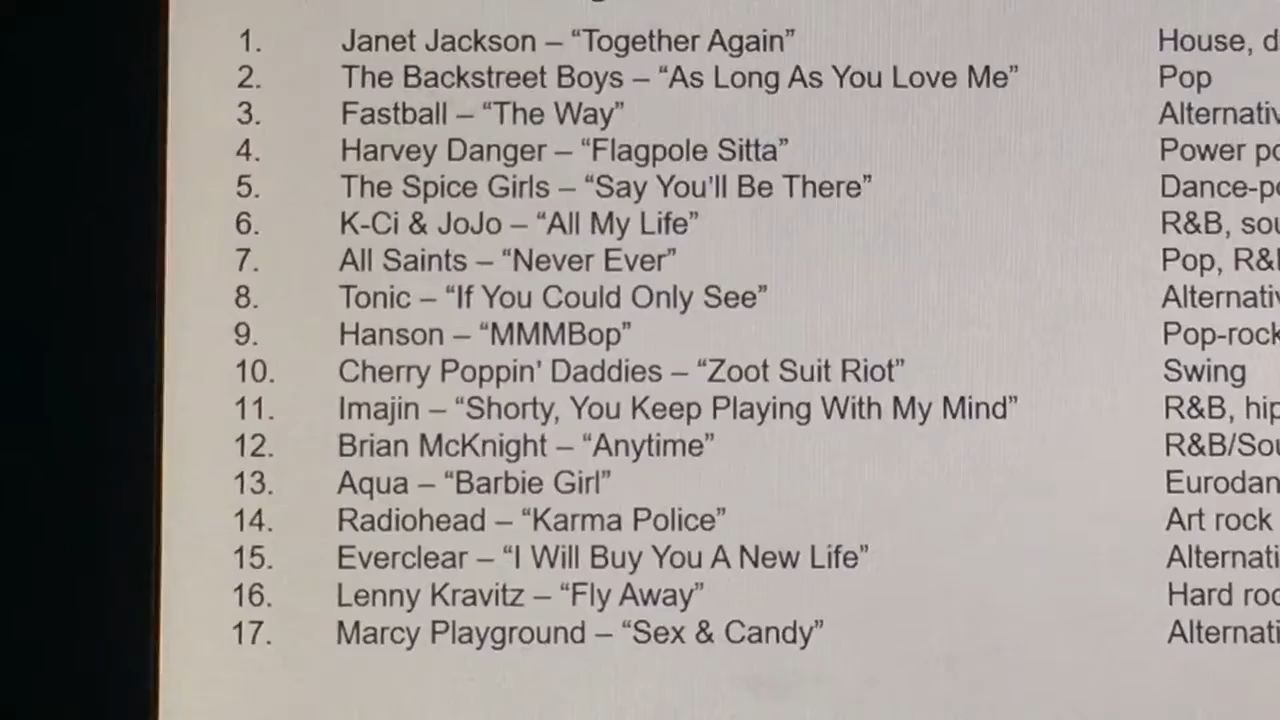 1. Janet Jackson – “Together Again” House, d
2. The Backstreet Boys – “As Long As You Love Me” Pop
3. Fastball – “The Way” Alternativ
4. Harvey Danger – “Flagpole Sitta” Power po
5. The Spice Girls – “Say You'll Be There” Dance-po
6. K-Ci & JoJo – “All My Life” R&B, sou
7. All Saints – “Never Ever” Pop, R&B
8. Tonic – “If You Could Only See” Alternativ
9. Hanson – “MMMBop” Pop-rock
10. Cherry Poppin' Daddies – “Zoot Suit Riot” Swing
11. Imajin – “Shorty, You Keep Playing With My Mind” R&B, hip
12. Brian McKnight – “Anytime” R&B/Sou
13. Aqua – “Barbie Girl” Eurodan
14. Radiohead – “Karma Police” Art rock
15. Everclear – “I Will Buy You A New Life” Alternati
16. Lenny Kravitz – “Fly Away” Hard roc
17. Marcy Playground – “Sex & Candy” Alternati